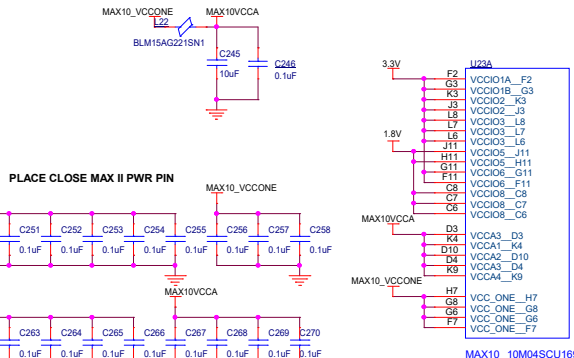 MAX10_VCCONE
MAX10VCCA
L22
BLM15AG221SN1
C245
10uF
C246
0.1uF
PLACE CLOSE MAX II PWR PIN
MAX10_VCCONE
C251
C252
C253
C254
C255
C256
C257
C258
0.1uF
0.1uF
0.1uF
0.1uF
0.1uF
0.1uF
0.1uF
0.1uF
MAX10VCCA
C263
C264
C265
C266
C267
C268
C269
C270
0.1uF
0.1uF
0.1uF
0.1uF
0.1uF
0.1uF
0.1uF
0.1uF
3.3V
1.8V
MAX10VCCA
MAX10_VCCONE
U23A
F2 VCCIO1A__F2
G3 VCCIO1B__G3
K3 VCCIO2__K3
J3 VCCIO2__J3
L8 VCCIO3__L8
L7 VCCIO3__L7
L6 VCCIO3__L6
J11 VCCIO5__J11
H11 VCCIO5__H11
G11 VCCIO6__G11
F11 VCCIO6__F11
C8 VCCIO8__C8
C7 VCCIO8__C7
C6 VCCIO8__C6
D3 VCCA3__D3
K4 VCCA1__K4
D10 VCCA2__D10
D4 VCCA3__D4
K9 VCCA4__K9
H7 VCC_ONE__H7
G8 VCC_ONE__G8
G6 VCC_ONE__G6
F7 VCC_ONE__F7
MAX10_10M04SCU16